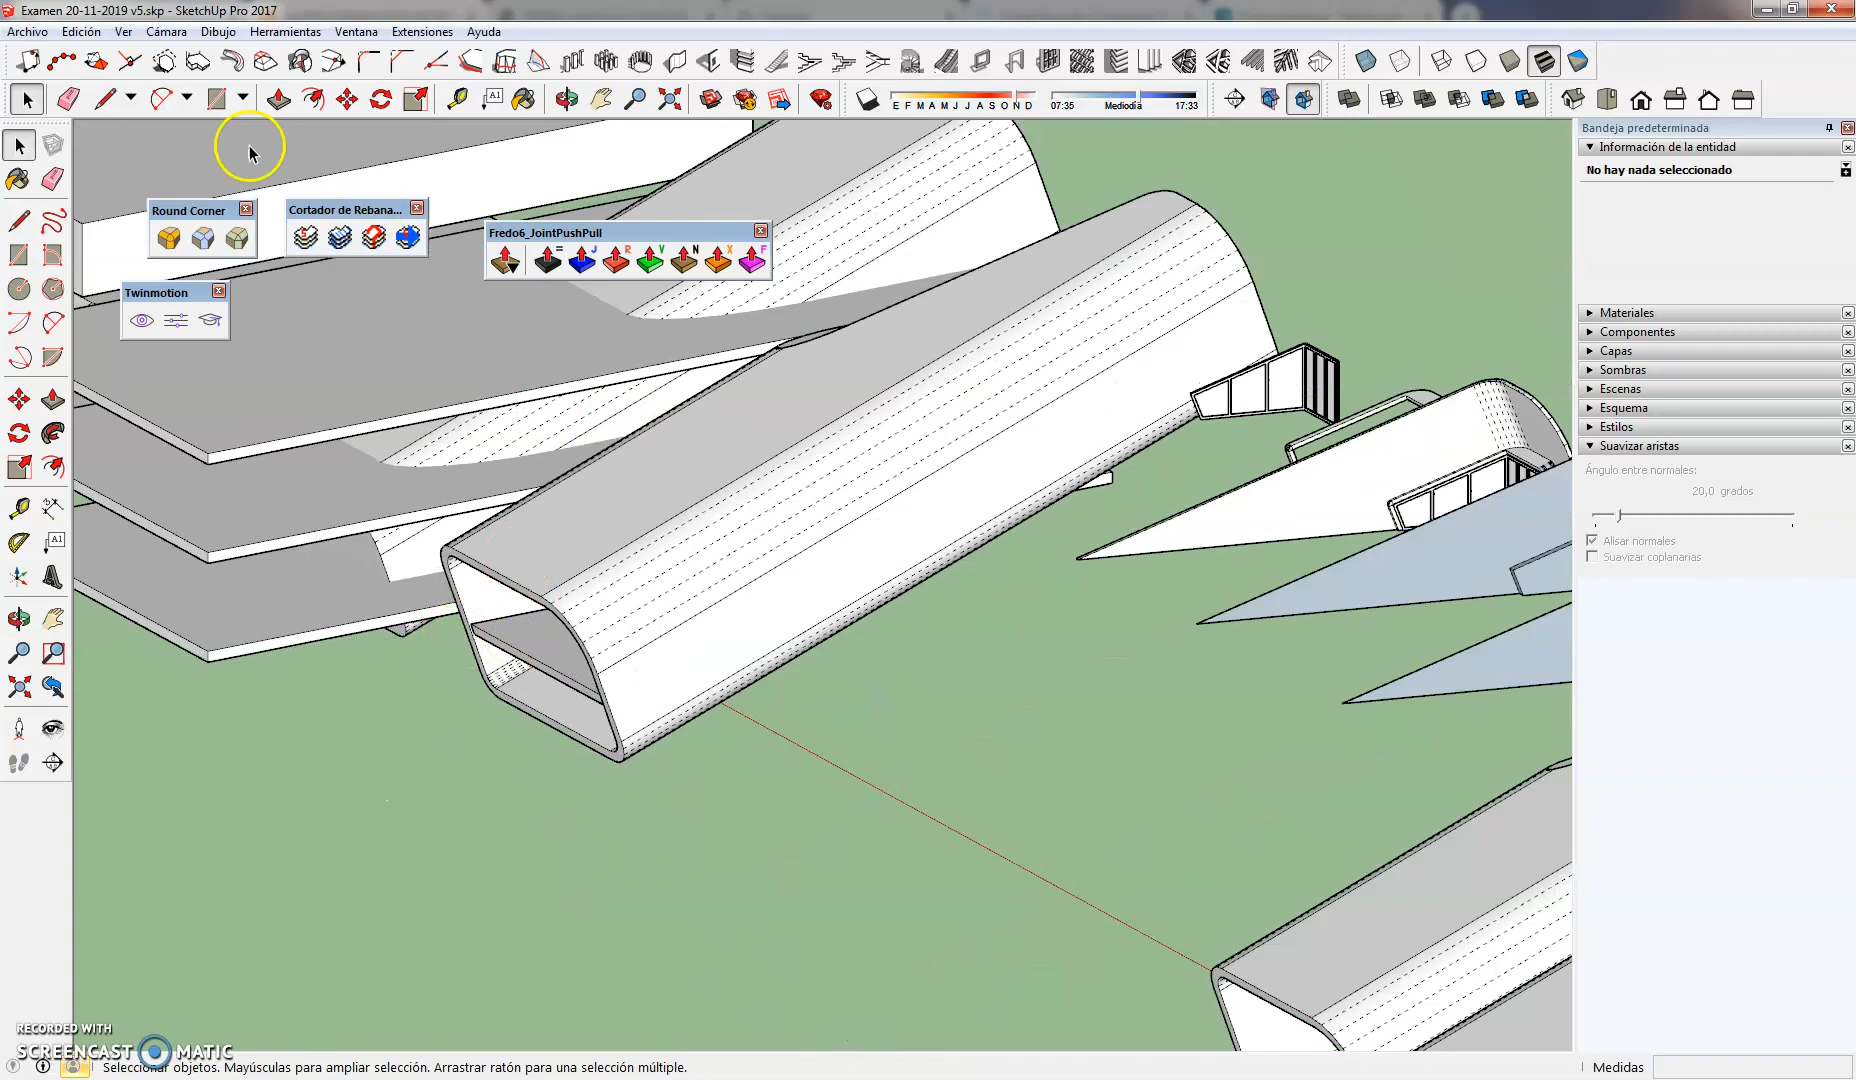 Examen 20-11-2019 v5.skp - SketchUp Pro 2017
Archivo Edición Ver Cámara Dibujo Herramientas Ventana Extensiones Ayuda
A1
E F M A M J J A S O N D
07:35 Mediodía 17:33
Bandeja predeterminada
Información de la entidad
No hay nada seleccionado
Round Corner
Cortador de Rebana...
Fredo6_JointPushPull
= J R V N X F
Twinmotion
Materiales
Componentes
Capas
Sombras
Escenas
Esquema
Estilos
Suavizar aristas
Ángulo entre normales:
20,0 grados
Alisar normales
Suavizar coplanarias
A1
RECORDED WITH
SCREENCAST MATIC
Seleccionar objetos. Mayúsculas para ampliar selección. Arrastrar ratón para una selección múltiple.
Medidas